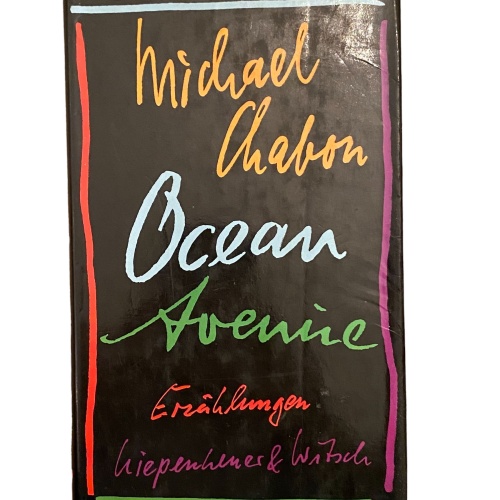 Michael
Chabon
Ocean
Avenue
Erzählungen
Kiepenheuer & Witsch